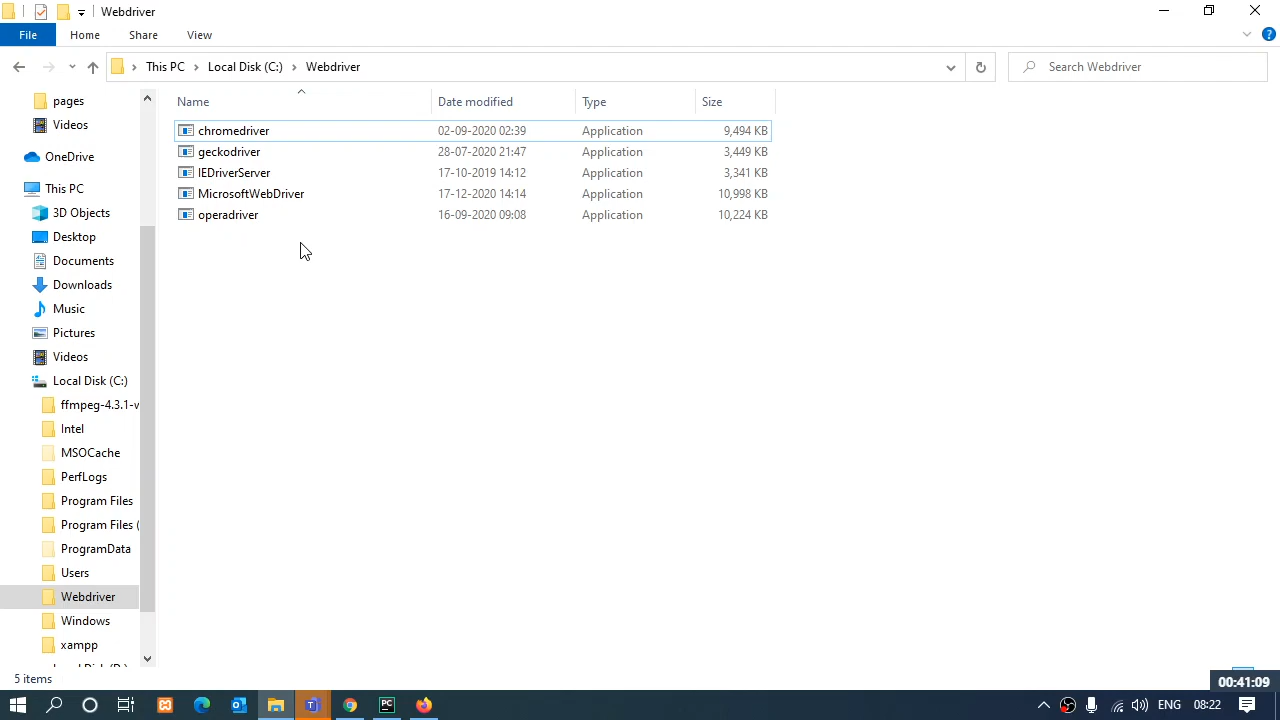 Webdriver
File Home Share View
This PC Local Disk (C:) Webdriver
Search Webdriver
pages
Videos
OneDrive
This PC
3D Objects
Desktop
Documents
Downloads
Music
Pictures
Videos
Local Disk (C:)
ffmpeg-4.3.1-w
Intel
MSOCache
PerfLogs
Program Files
Program Files (
ProgramData
Users
Webdriver
Windows
xampp
Name Date modified Type Size
chromedriver 02-09-2020 02:39 Application 9,494 KB
geckodriver 28-07-2020 21:47 Application 3,449 KB
IEDriverServer 17-10-2019 14:12 Application 3,341 KB
MicrosoftWebDriver 17-12-2020 14:14 Application 10,998 KB
operadriver 16-09-2020 09:08 Application 10,224 KB
5 items
00:41:09
ENG 08:22